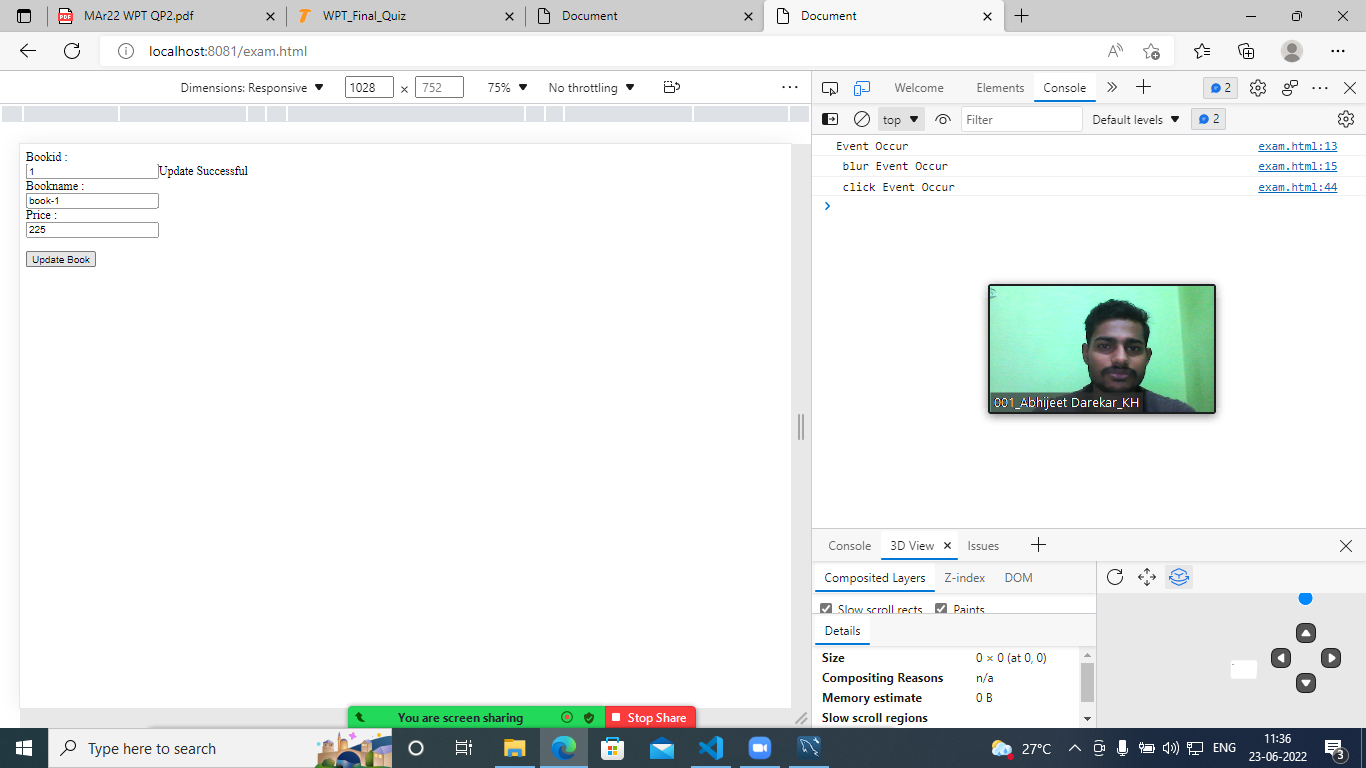 MAr22 WPT QP2.pdf
WPT_Final_Quiz
Document
Document
localhost:8081/exam.html
Dimensions: Responsive
1028 × 752
75%
No throttling
Welcome
Elements
Console
2
top
Filter
Default levels
2
Bookid :
1 Update Successful
Bookname :
book-1
Price :
225
Update Book
Event Occur exam.html:13
blur Event Occur exam.html:15
click Event Occur exam.html:44
001_Abhijeet Darekar_KH
Console
3D View
Issues
Composited Layers
Z-index
DOM
Slow scroll rects
Paints
Details
Size 0 × 0 (at 0, 0)
Compositing Reasons n/a
Memory estimate 0 B
Slow scroll regions
You are screen sharing
Stop Share
Type here to search
27°C
ENG
11:36
23-06-2022
3